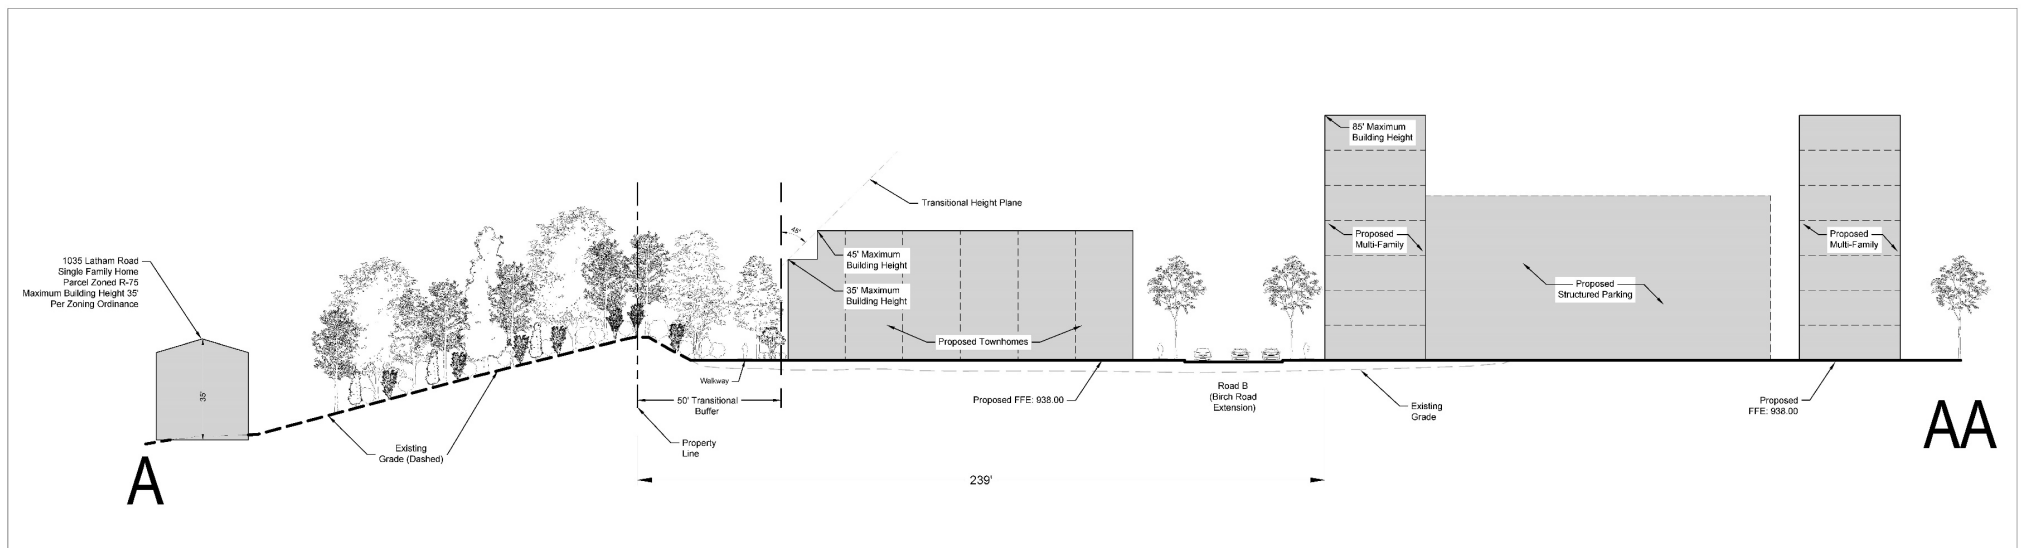 1035 Latham Road
Single Family Home
Parcel Zoned R-75
Maximum Building Height 35'
Per Zoning Ordinance
35'
A
Existing
Grade (Dashed)
Property
Line
50' Transitional
Buffer
Walkway
45°
Transitional Height Plane
45' Maximum
Building Height
35' Maximum
Building Height
Proposed Townhomes
Proposed FFE: 938.00
239'
Road B
(Birch Road
Extension)
Existing
Grade
85' Maximum
Building Height
Proposed
Multi-Family
Proposed
Structured Parking
Proposed
Multi-Family
Proposed
FFE: 938.00
AA